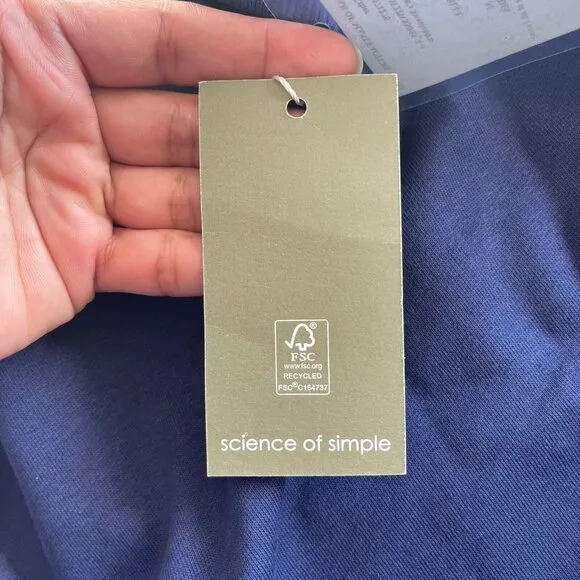 ®
FSC
www.fsc.org
RECYCLED
FSC® C164737
science of simple